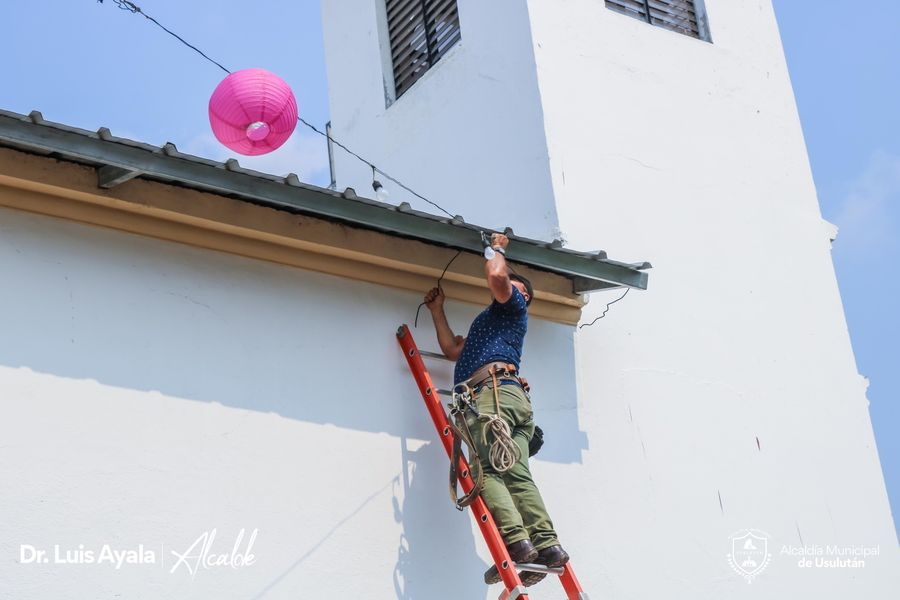 Dr. Luis Ayala | Alcalde
Alcaldía Municipal
de Usulután